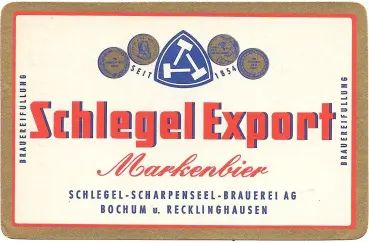 SEIT 1854
BRAUEREIFÜLLUNG
Schlegel Export
BRAUEREIFÜLLUNG
Markenbier
SCHLEGEL-SCHARPENSEEL-BRAUEREI AG
BOCHUM u. RECKLINGHAUSEN